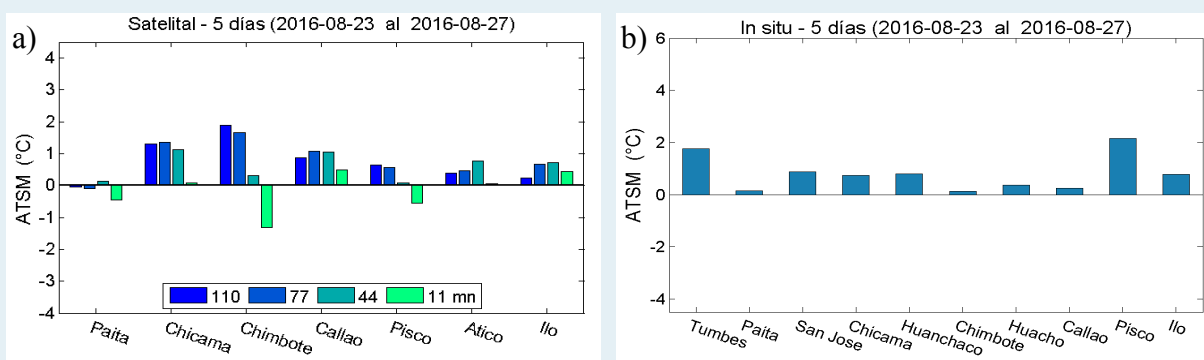 a)
Satelital - 5 días (2016-08-23 al 2016-08-27)
ATSM (°C)
4
3
2
1
0
-1
-2
-3
-4
110 77 44 11 mn
Paita Chicama Chimbote Callao Pisco Atico Ilo
b)
In situ - 5 días (2016-08-23 al 2016-08-27)
ATSM (°C)
6
4
2
0
-2
-4
Tumbes Paita San Jose Chicama Huanchaco Chimbote Huacho Callao Pisco Ilo